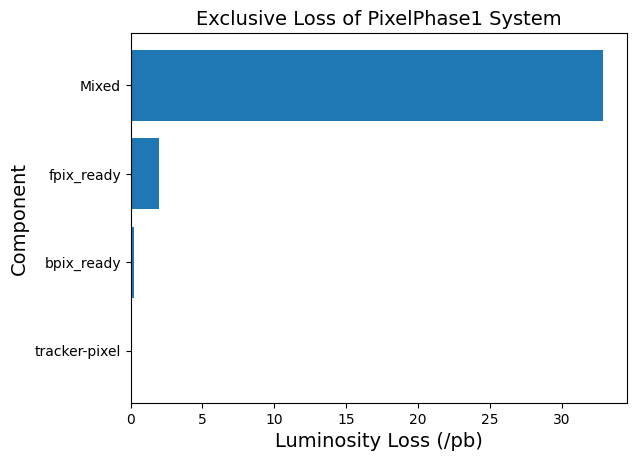 Exclusive Loss of PixelPhase1 System
Component
Mixed
fpix_ready
bpix_ready
tracker-pixel
0 5 10 15 20 25 30
Luminosity Loss (/pb)